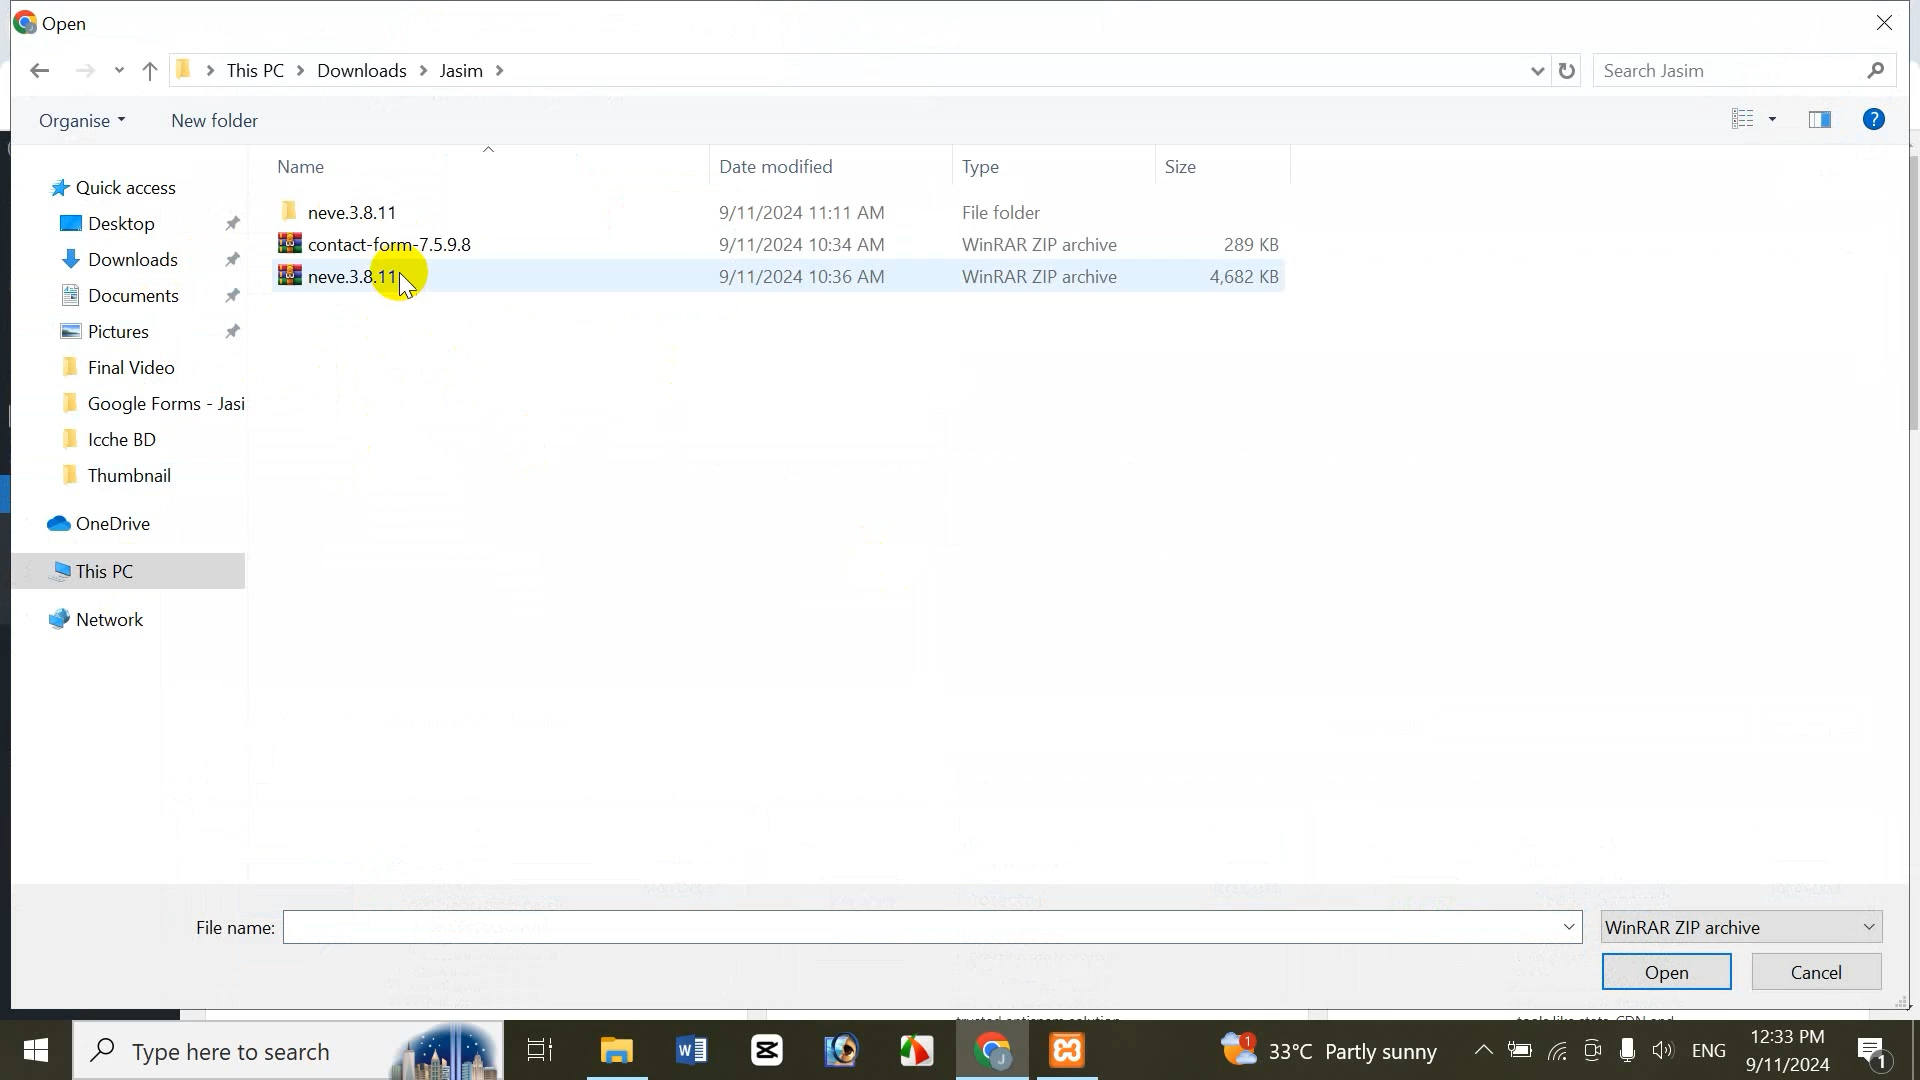 Open
This PC > Downloads > Jasim >
Search Jasim
Organise
New folder
?
Name
Date modified
Type
Size
neve.3.8.11 9/11/2024 11:11 AM File folder
contact-form-7.5.9.8 9/11/2024 10:34 AM WinRAR ZIP archive 289 KB
neve.3.8.11 9/11/2024 10:36 AM WinRAR ZIP archive 4,682 KB
Quick access
Desktop
Downloads
Documents
Pictures
Final Video
Google Forms - Jasi
Icche BD
Thumbnail
OneDrive
This PC
Network
File name:
WinRAR ZIP archive
Open
Cancel
Type here to search
1
33°C Partly sunny
ENG
12:33 PM
9/11/2024
1